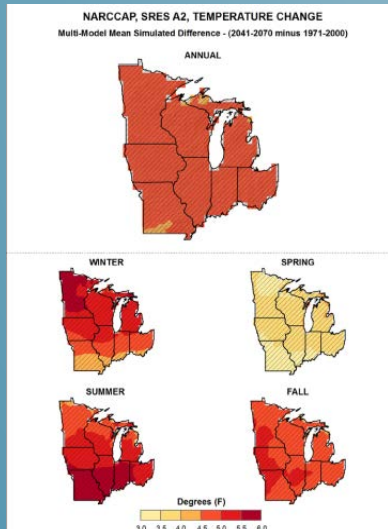 NARCCAP, SRES A2, TEMPERATURE CHANGE
Multi-Model Mean Simulated Difference - (2041-2070 minus 1971-2000)
ANNUAL
WINTER
SPRING
SUMMER
FALL
Degrees (F)
3.0 3.5 4.0 4.5 5.0 5.5 6.0